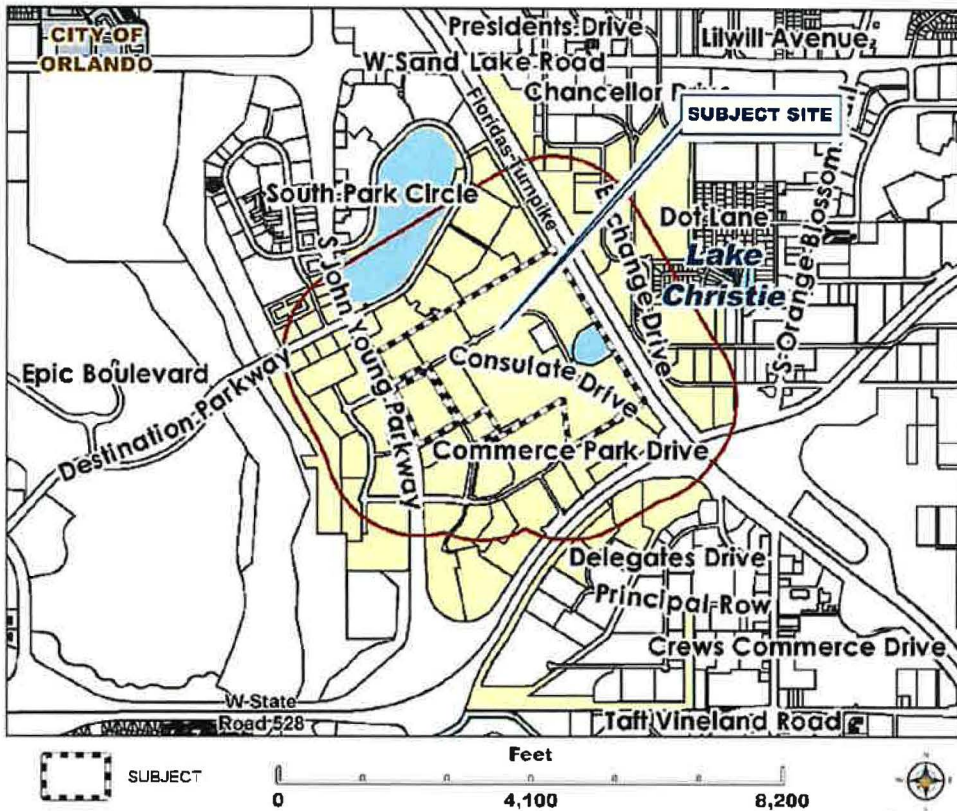 CITY OF
ORLANDO
Presidents Drive
Lilwill Avenue
W Sand Lake Road
Chancellor Drive
SUBJECT SITE
Floridas-Turnpike
South Park Circle
Exchange Drive
Dot Lane
S Orange Blossom
Lake
Christie
S John Young Parkway
Epic Boulevard
Destination Parkway
Consulate Drive
Commerce Park Drive
Delegates Drive
Principal Row
Crews Commerce Drive
W State
Road 528
Taft Vineland Road
SUBJECT
Feet
0
4,100
8,200